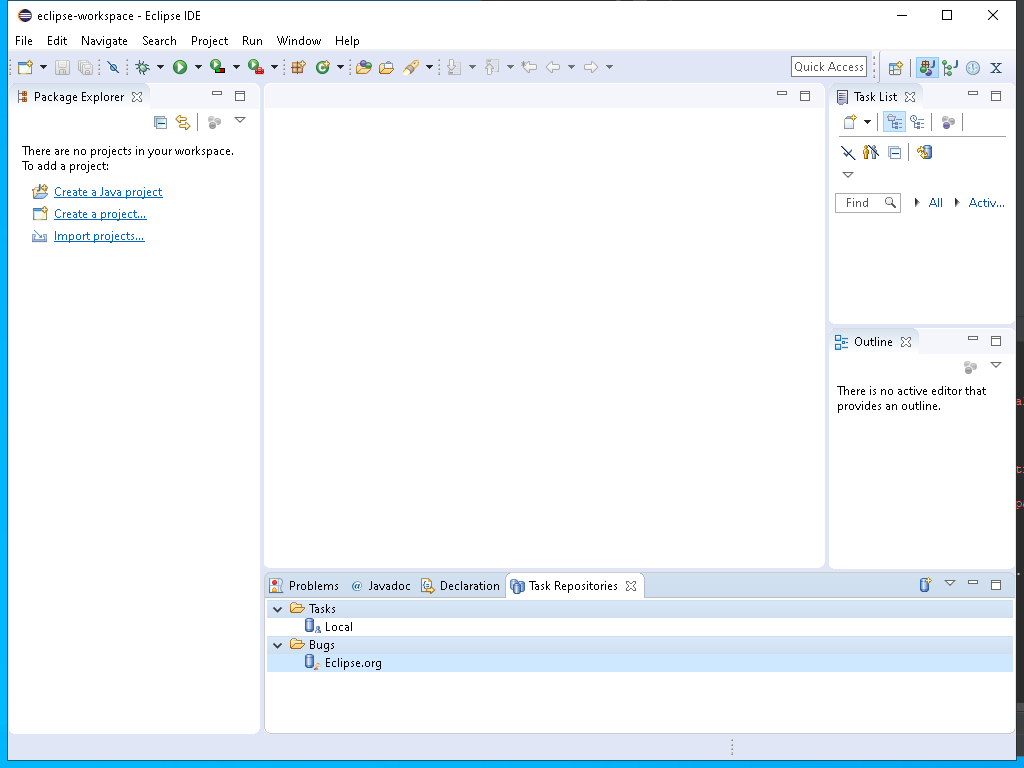 eclipse-workspace - Eclipse IDE
File Edit Navigate Search Project Run Window Help
Quick Access
Package Explorer
There are no projects in your workspace.
To add a project:
Create a Java project
Create a project...
Import projects...
Task List
Find All Activ...
Outline
There is no active editor that
provides an outline.
Problems @ Javadoc Declaration Task Repositories
Tasks
Local
Bugs
Eclipse.org